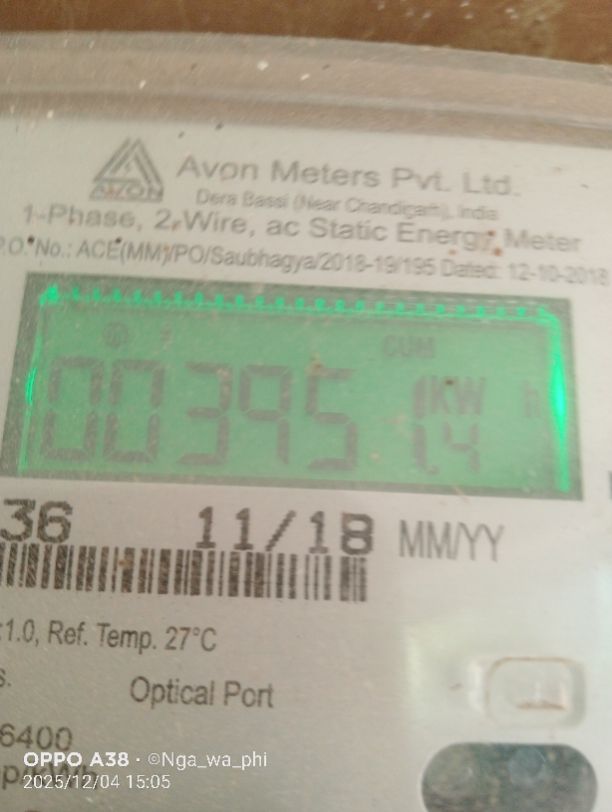 AVON
Avon Meters Pvt. Ltd.
Dera Bassi (Near Chandigarh), India
1-Phase, 2-Wire, ac Static Energy Meter
P.O. No.: ACE(MM)/PO/Saubhagya/2018-19/195 Dated: 12-10-2018
CUM
00395 KW h
1.4
36 11/18 MM/YY
:1.0, Ref. Temp. 27°C
s. Optical Port
6400
OPPO A38 · ©Nga_wa_phi
2025/12/04 15:05